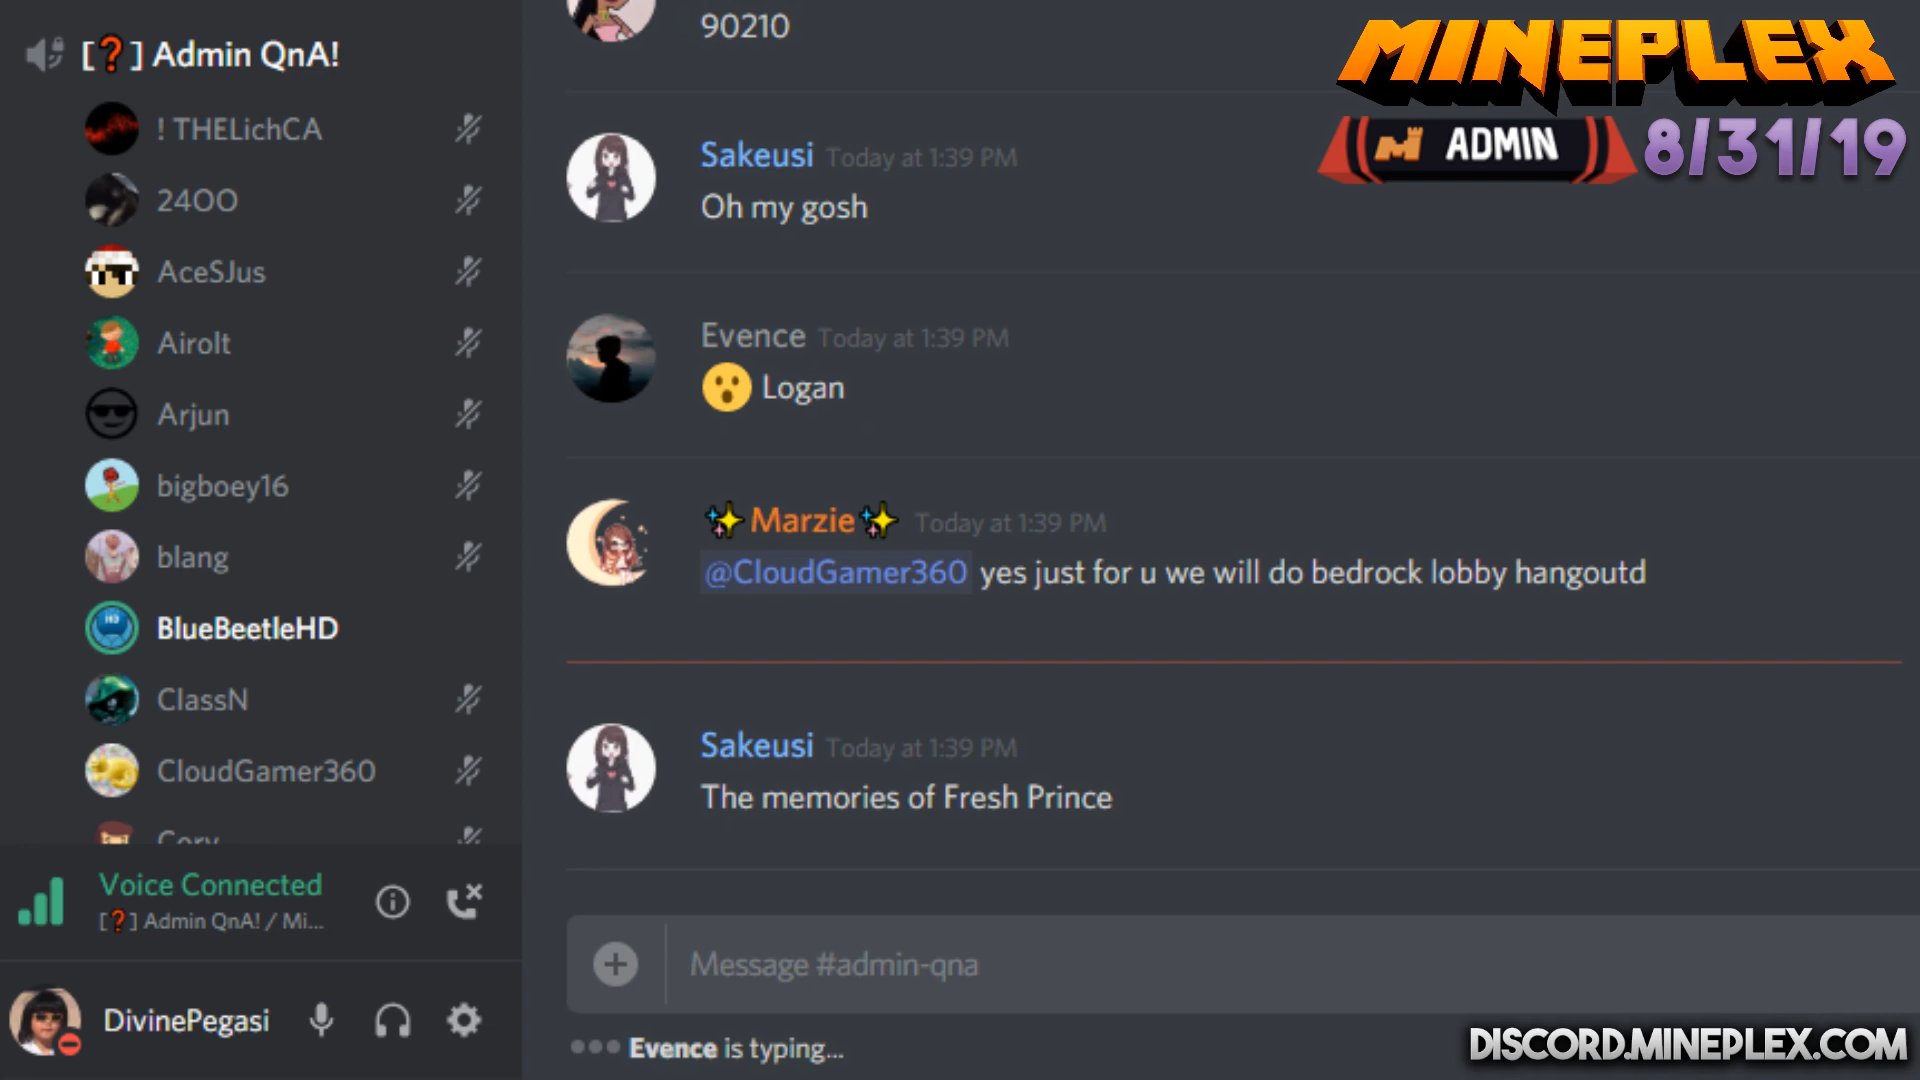 [❓] Admin QnA!
! THELichCA
24OO
AceSJus
Airolt
Arjun
bigboey16
blang
BlueBeetleHD
ClassN
CloudGamer360
Cory
Voice Connected
[❓] Admin QnA! / Mi...
DivinePegasi
90210
Sakeusi Today at 1:39 PM
Oh my gosh
Evence Today at 1:39 PM
😮 Logan
✨Marzie✨ Today at 1:39 PM
@CloudGamer360 yes just for u we will do bedrock lobby hangoutd
Sakeusi Today at 1:39 PM
The memories of Fresh Prince
Message #admin-qna
Evence is typing...
MINEPLEX
ADMIN 8/31/19
HD
DISCORD.MINEPLEX.COM